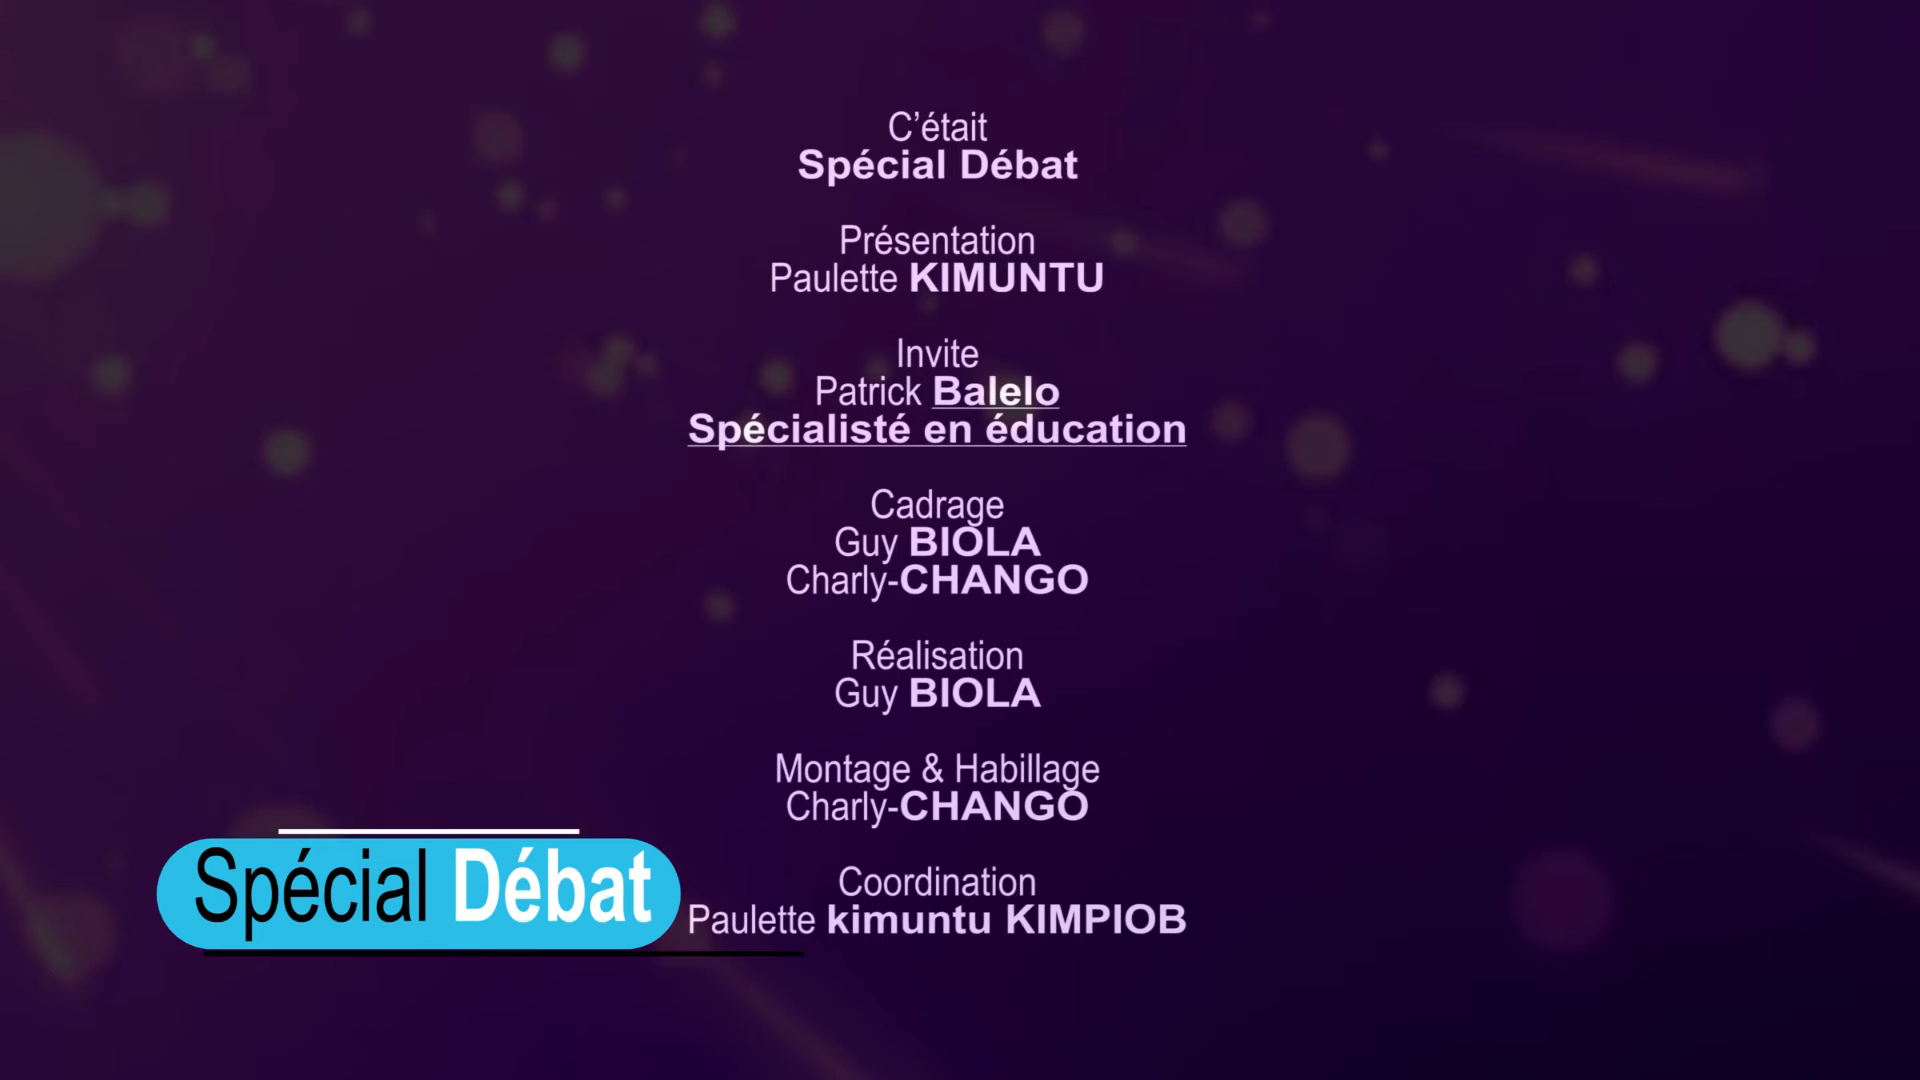 C’était
Spécial Débat
Présentation
Paulette KIMUNTU
Invite
Patrick Balelo
Spécialisté en éducation
Cadrage
Guy BIOLA
Charly-CHANGO
Réalisation
Guy BIOLA
Montage & Habillage
Charly-CHANGO
Coordination
Paulette kimuntu KIMPIOB
Spécial Débat